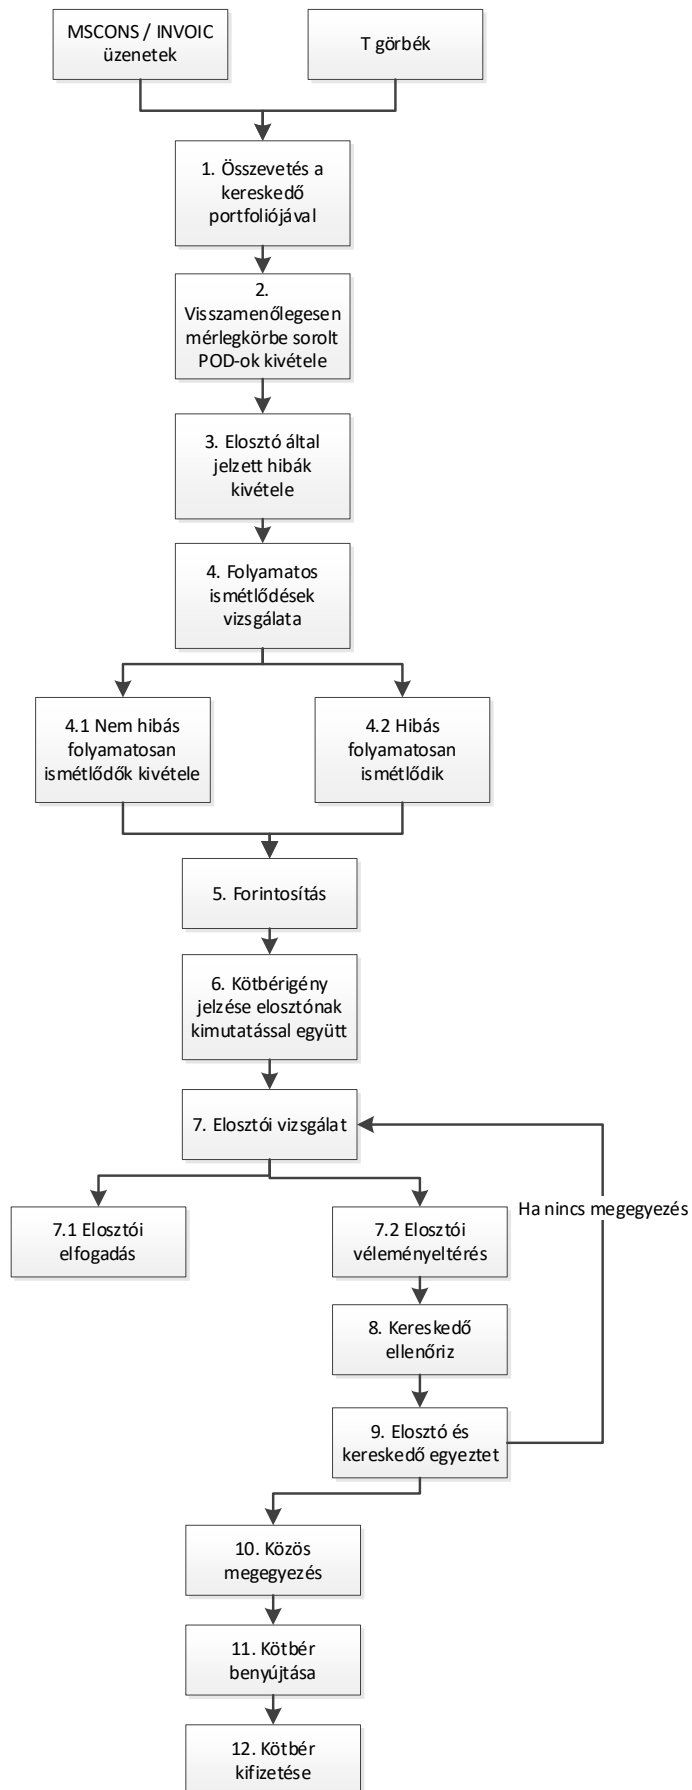 MSCONS / INVOIC
üzenetek
T görbék
1. Összevetés a
kereskedő
portfoliójával
2.
Visszamenőlegesen
mérlegkörbe sorolt
POD-ok kivétele
3. Elosztó által
jelzett hibák
kivétele
4. Folyamatos
ismétlődések
vizsgálata
4.1 Nem hibás
folyamatosan
ismétlődők kivétele
4.2 Hibás
folyamatosan
ismétlődik
5. Forintosítás
6. Kötbérigény
jelzése elosztónak
kimutatással együtt
7. Elosztói vizsgálat
Ha nincs megegyezés
7.1 Elosztói
elfogadás
7.2 Elosztói
véleményeltérés
8. Kereskedő
ellenőriz
9. Elosztó és
kereskedő egyeztet
10. Közös
megegyezés
11. Kötbér
benyújtása
12. Kötbér
kifizetése